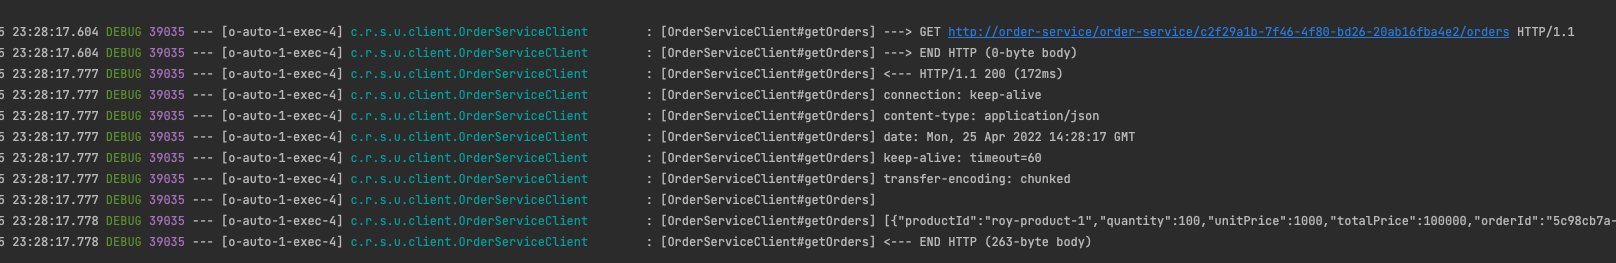 5 23:28:17.604 DEBUG 39035 --- [o-auto-1-exec-4] c.r.s.u.client.OrderServiceClient : [OrderServiceClient#getOrders] ---> GET http://order-service/order-service/c2f29a1b-7f46-4f80-bd26-20ab16fba4e2/orders HTTP/1.1
5 23:28:17.604 DEBUG 39035 --- [o-auto-1-exec-4] c.r.s.u.client.OrderServiceClient : [OrderServiceClient#getOrders] ---> END HTTP (0-byte body)
5 23:28:17.777 DEBUG 39035 --- [o-auto-1-exec-4] c.r.s.u.client.OrderServiceClient : [OrderServiceClient#getOrders] <--- HTTP/1.1 200 (172ms)
5 23:28:17.777 DEBUG 39035 --- [o-auto-1-exec-4] c.r.s.u.client.OrderServiceClient : [OrderServiceClient#getOrders] connection: keep-alive
5 23:28:17.777 DEBUG 39035 --- [o-auto-1-exec-4] c.r.s.u.client.OrderServiceClient : [OrderServiceClient#getOrders] content-type: application/json
5 23:28:17.777 DEBUG 39035 --- [o-auto-1-exec-4] c.r.s.u.client.OrderServiceClient : [OrderServiceClient#getOrders] date: Mon, 25 Apr 2022 14:28:17 GMT
5 23:28:17.777 DEBUG 39035 --- [o-auto-1-exec-4] c.r.s.u.client.OrderServiceClient : [OrderServiceClient#getOrders] keep-alive: timeout=60
5 23:28:17.777 DEBUG 39035 --- [o-auto-1-exec-4] c.r.s.u.client.OrderServiceClient : [OrderServiceClient#getOrders] transfer-encoding: chunked
5 23:28:17.777 DEBUG 39035 --- [o-auto-1-exec-4] c.r.s.u.client.OrderServiceClient : [OrderServiceClient#getOrders]
5 23:28:17.778 DEBUG 39035 --- [o-auto-1-exec-4] c.r.s.u.client.OrderServiceClient : [OrderServiceClient#getOrders] [{"productId":"roy-product-1","quantity":100,"unitPrice":1000,"totalPrice":100000,"orderId":"5c98cb7a-
5 23:28:17.778 DEBUG 39035 --- [o-auto-1-exec-4] c.r.s.u.client.OrderServiceClient : [OrderServiceClient#getOrders] <--- END HTTP (263-byte body)